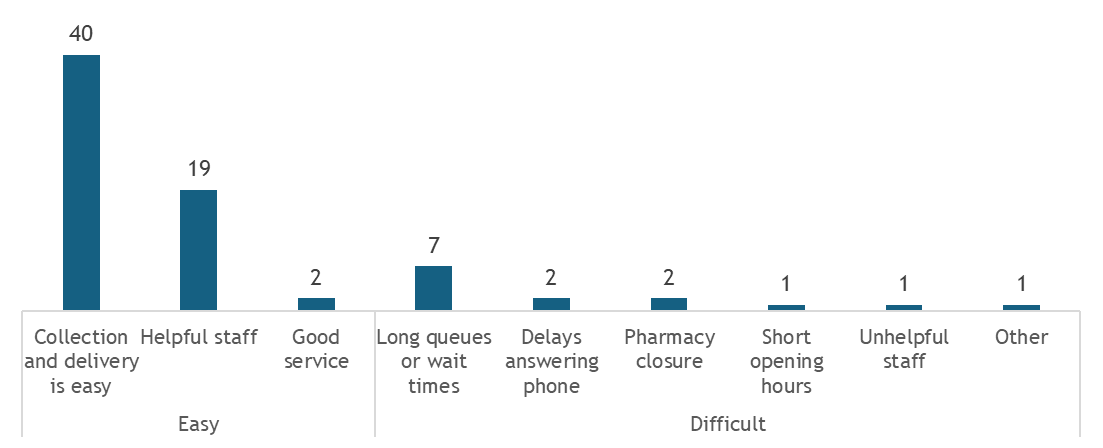 40
19
2
7
2
2
1
1
1
Collection
and delivery
is easy
Helpful staff
Good
service
Long queues
or wait
times
Delays
answering
phone
Pharmacy
closure
Short
opening
hours
Unhelpful
staff
Other
Easy
Difficult